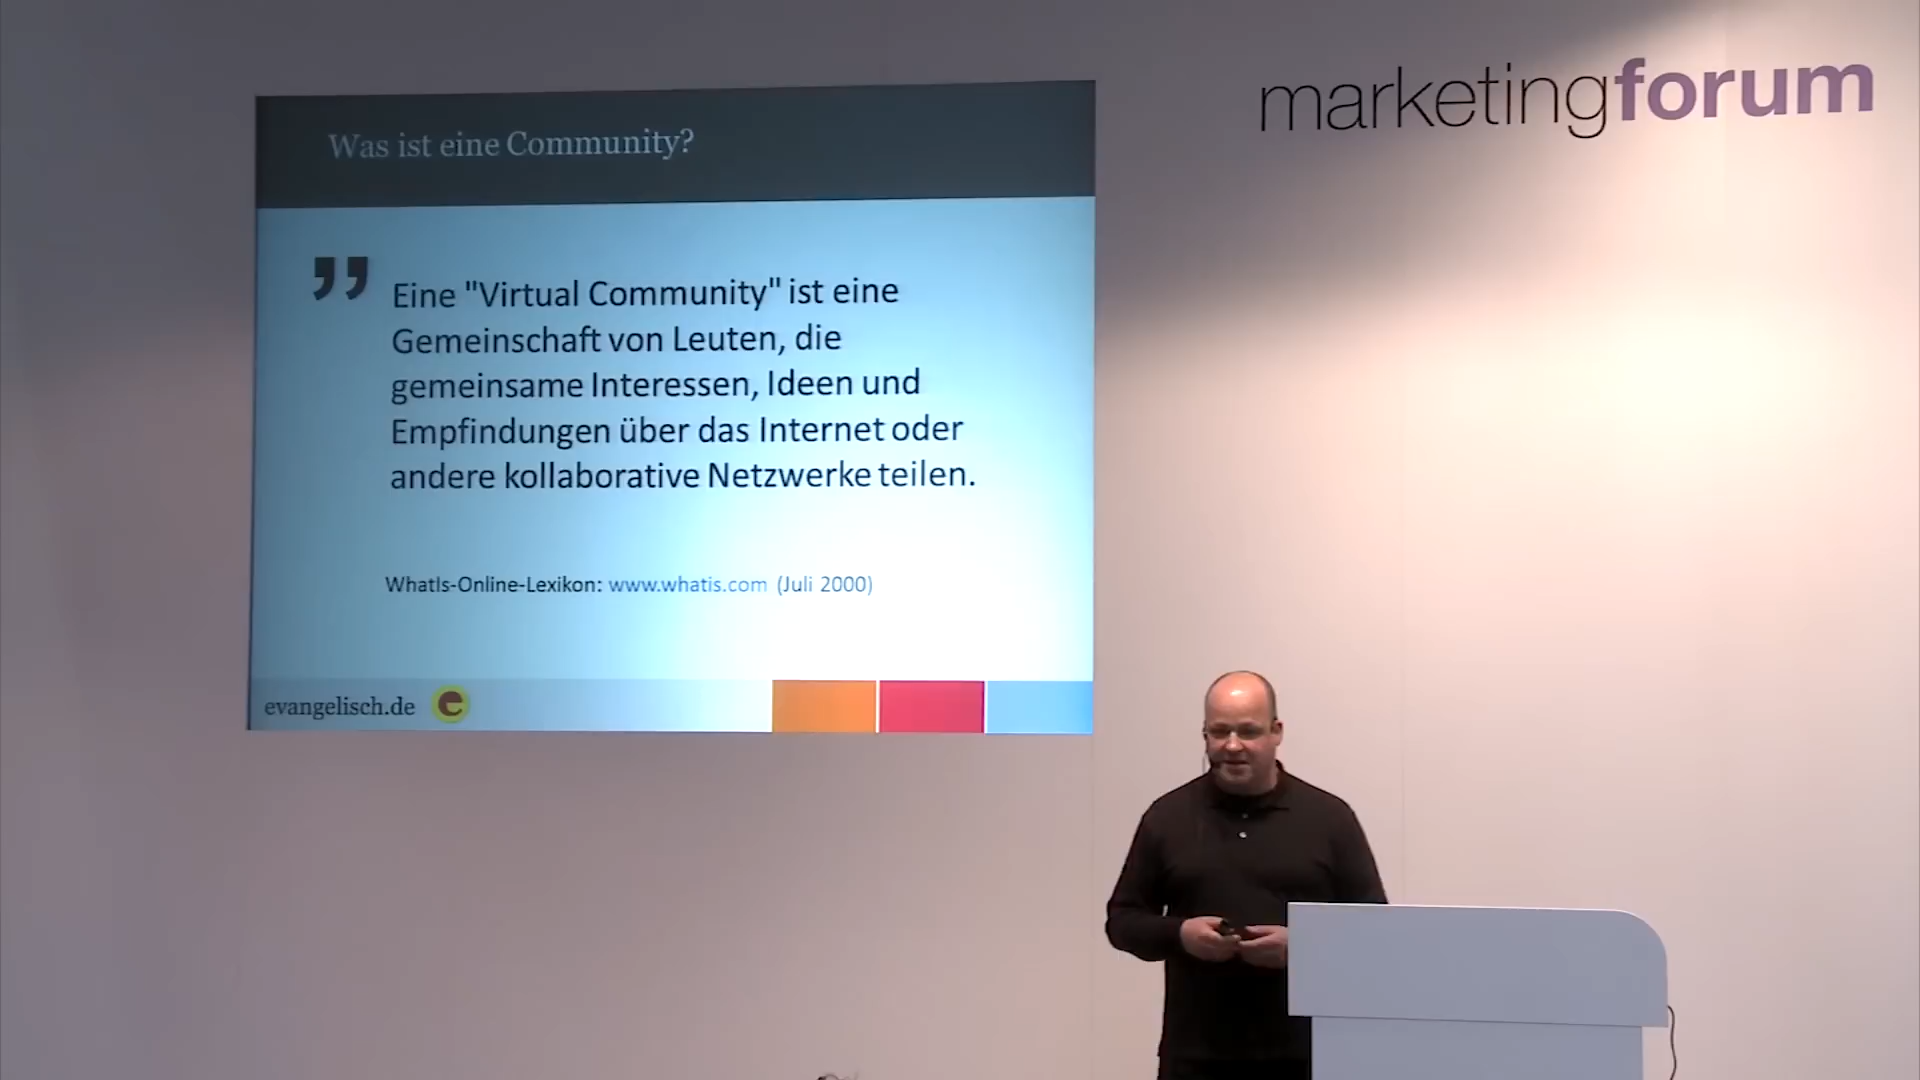 marketingforum
Was ist eine Community?
” Eine "Virtual Community" ist eine
Gemeinschaft von Leuten, die
gemeinsame Interessen, Ideen und
Empfindungen über das Internet oder
andere kollaborative Netzwerke teilen.
WhatIs-Online-Lexikon: www.whatis.com (Juli 2000)
evangelisch.de e